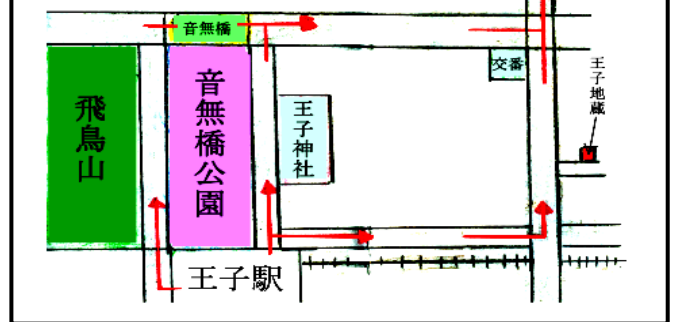 音無橋
交番
王子地蔵
飛鳥山
音無橋公園
王子神社
王子駅